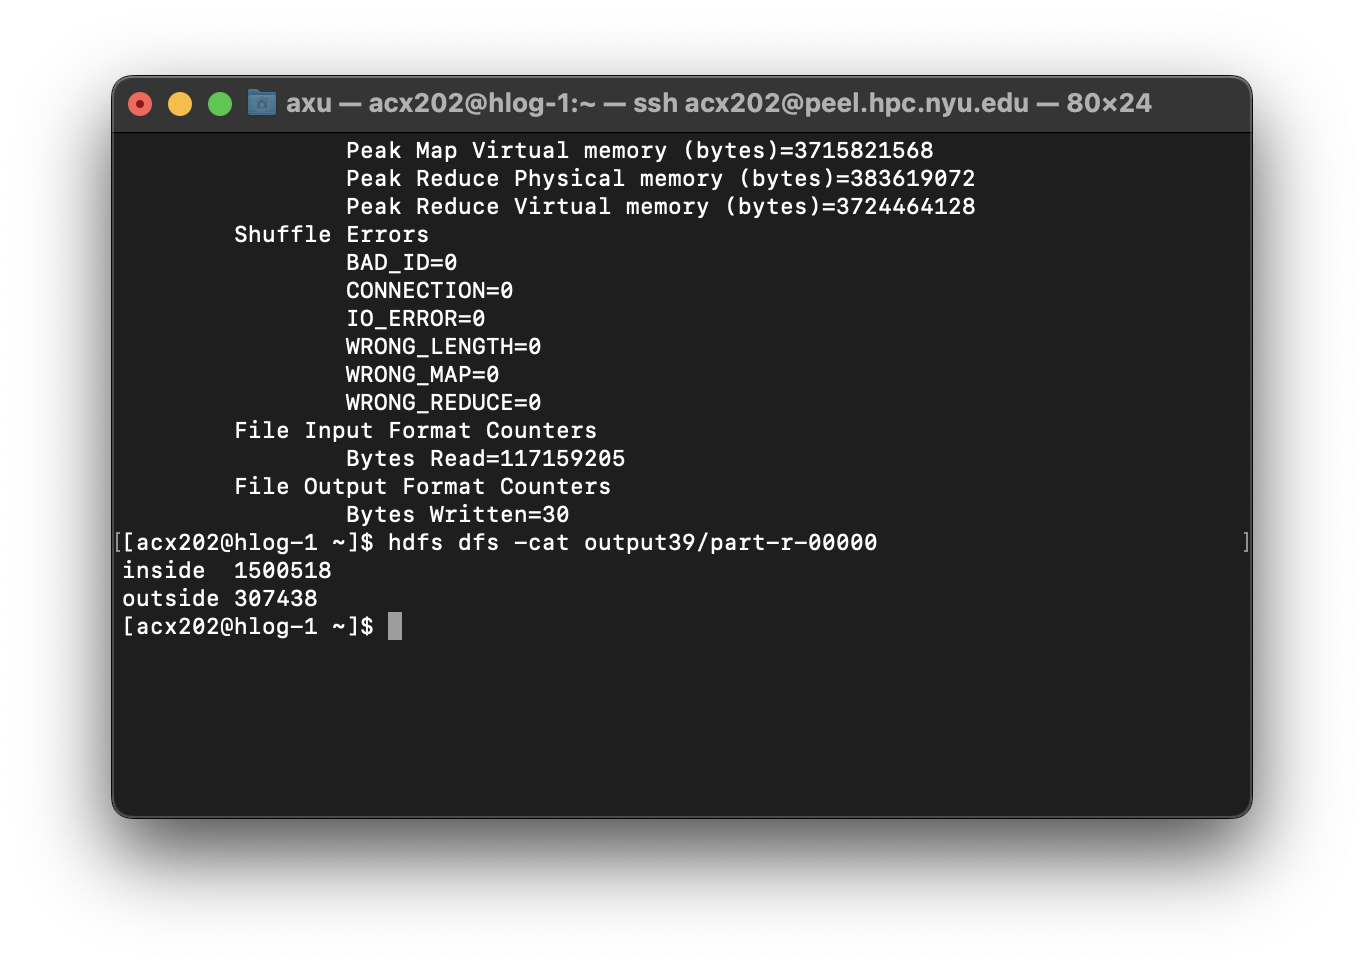 axu — acx202@hlog-1:~ — ssh acx202@peel.hpc.nyu.edu — 80×24
Peak Map Virtual memory (bytes)=3715821568
Peak Reduce Physical memory (bytes)=383619072
Peak Reduce Virtual memory (bytes)=3724464128
Shuffle Errors
BAD_ID=0
CONNECTION=0
IO_ERROR=0
WRONG_LENGTH=0
WRONG_MAP=0
WRONG_REDUCE=0
File Input Format Counters
Bytes Read=117159205
File Output Format Counters
Bytes Written=30
[[acx202@hlog-1 ~]$ hdfs dfs -cat output39/part-r-00000 ]
inside 1500518
outside 307438
[acx202@hlog-1 ~]$